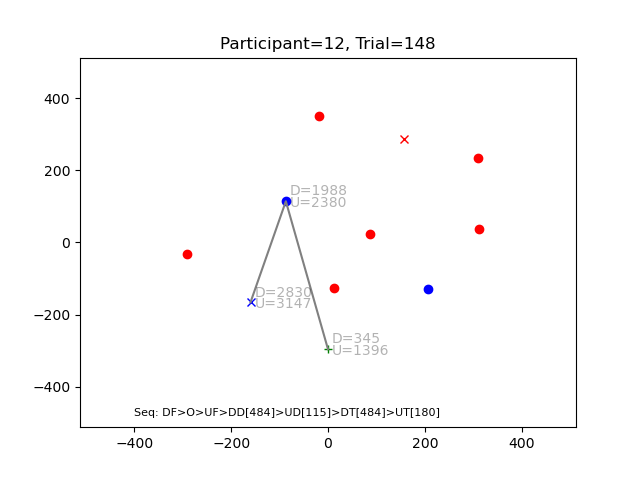 Participant=12, Trial=148
400
200
0
−200
−400
D=1988
U=2380
D=2830
U=3147
D=345
U=1396
Seq: DF>O>UF>DD[484]>UD[115]>DT[484]>UT[180]
−400
−200
0
200
400